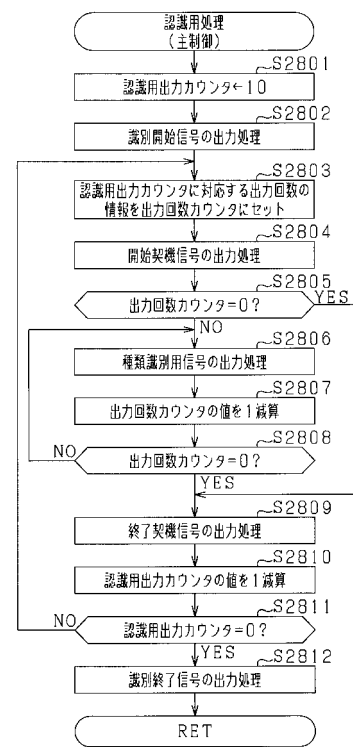 認識用処理
(主制御)
S2801
認識用出力カウンタ←10
S2802
識別開始信号の出力処理
S2803
認識用出力カウンタに対応する出力回数の
情報を出力回数カウンタにセット
S2804
開始契機信号の出力処理
S2805
出力回数カウンタ=0?
YES
NO
S2806
種類識別用信号の出力処理
S2807
出力回数カウンタの値を1減算
S2808
NO
出力回数カウンタ=0?
YES
S2809
終了契機信号の出力処理
S2810
認識用出力カウンタの値を1減算
S2811
NO
認識用出力カウンタ=0?
YES
S2812
識別終了信号の出力処理
RET